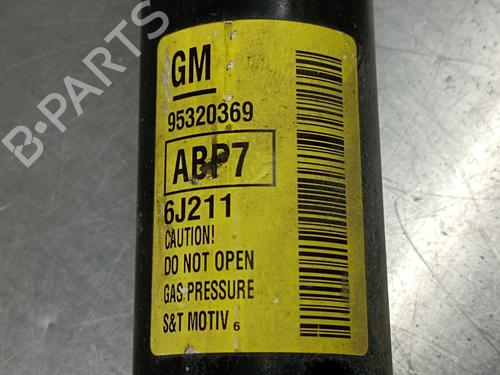 GM
95320369
ABP7
6J211
CAUTION!
DO NOT OPEN
GAS PRESSURE
S&T MOTIV 6
B-PARTS